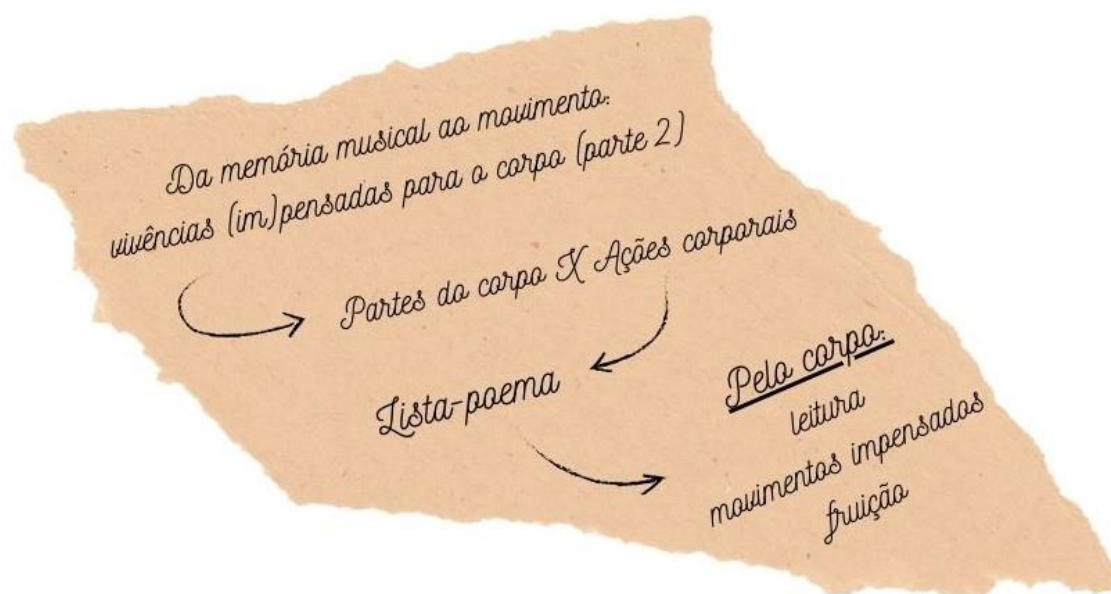 Da memória musical ao movimento:
vivências (im)pensadas para o corpo (parte 2)
Partes do corpo X Ações corporais
Lista-poema
Pelo corpo:
leitura
movimentos impensados
fruição